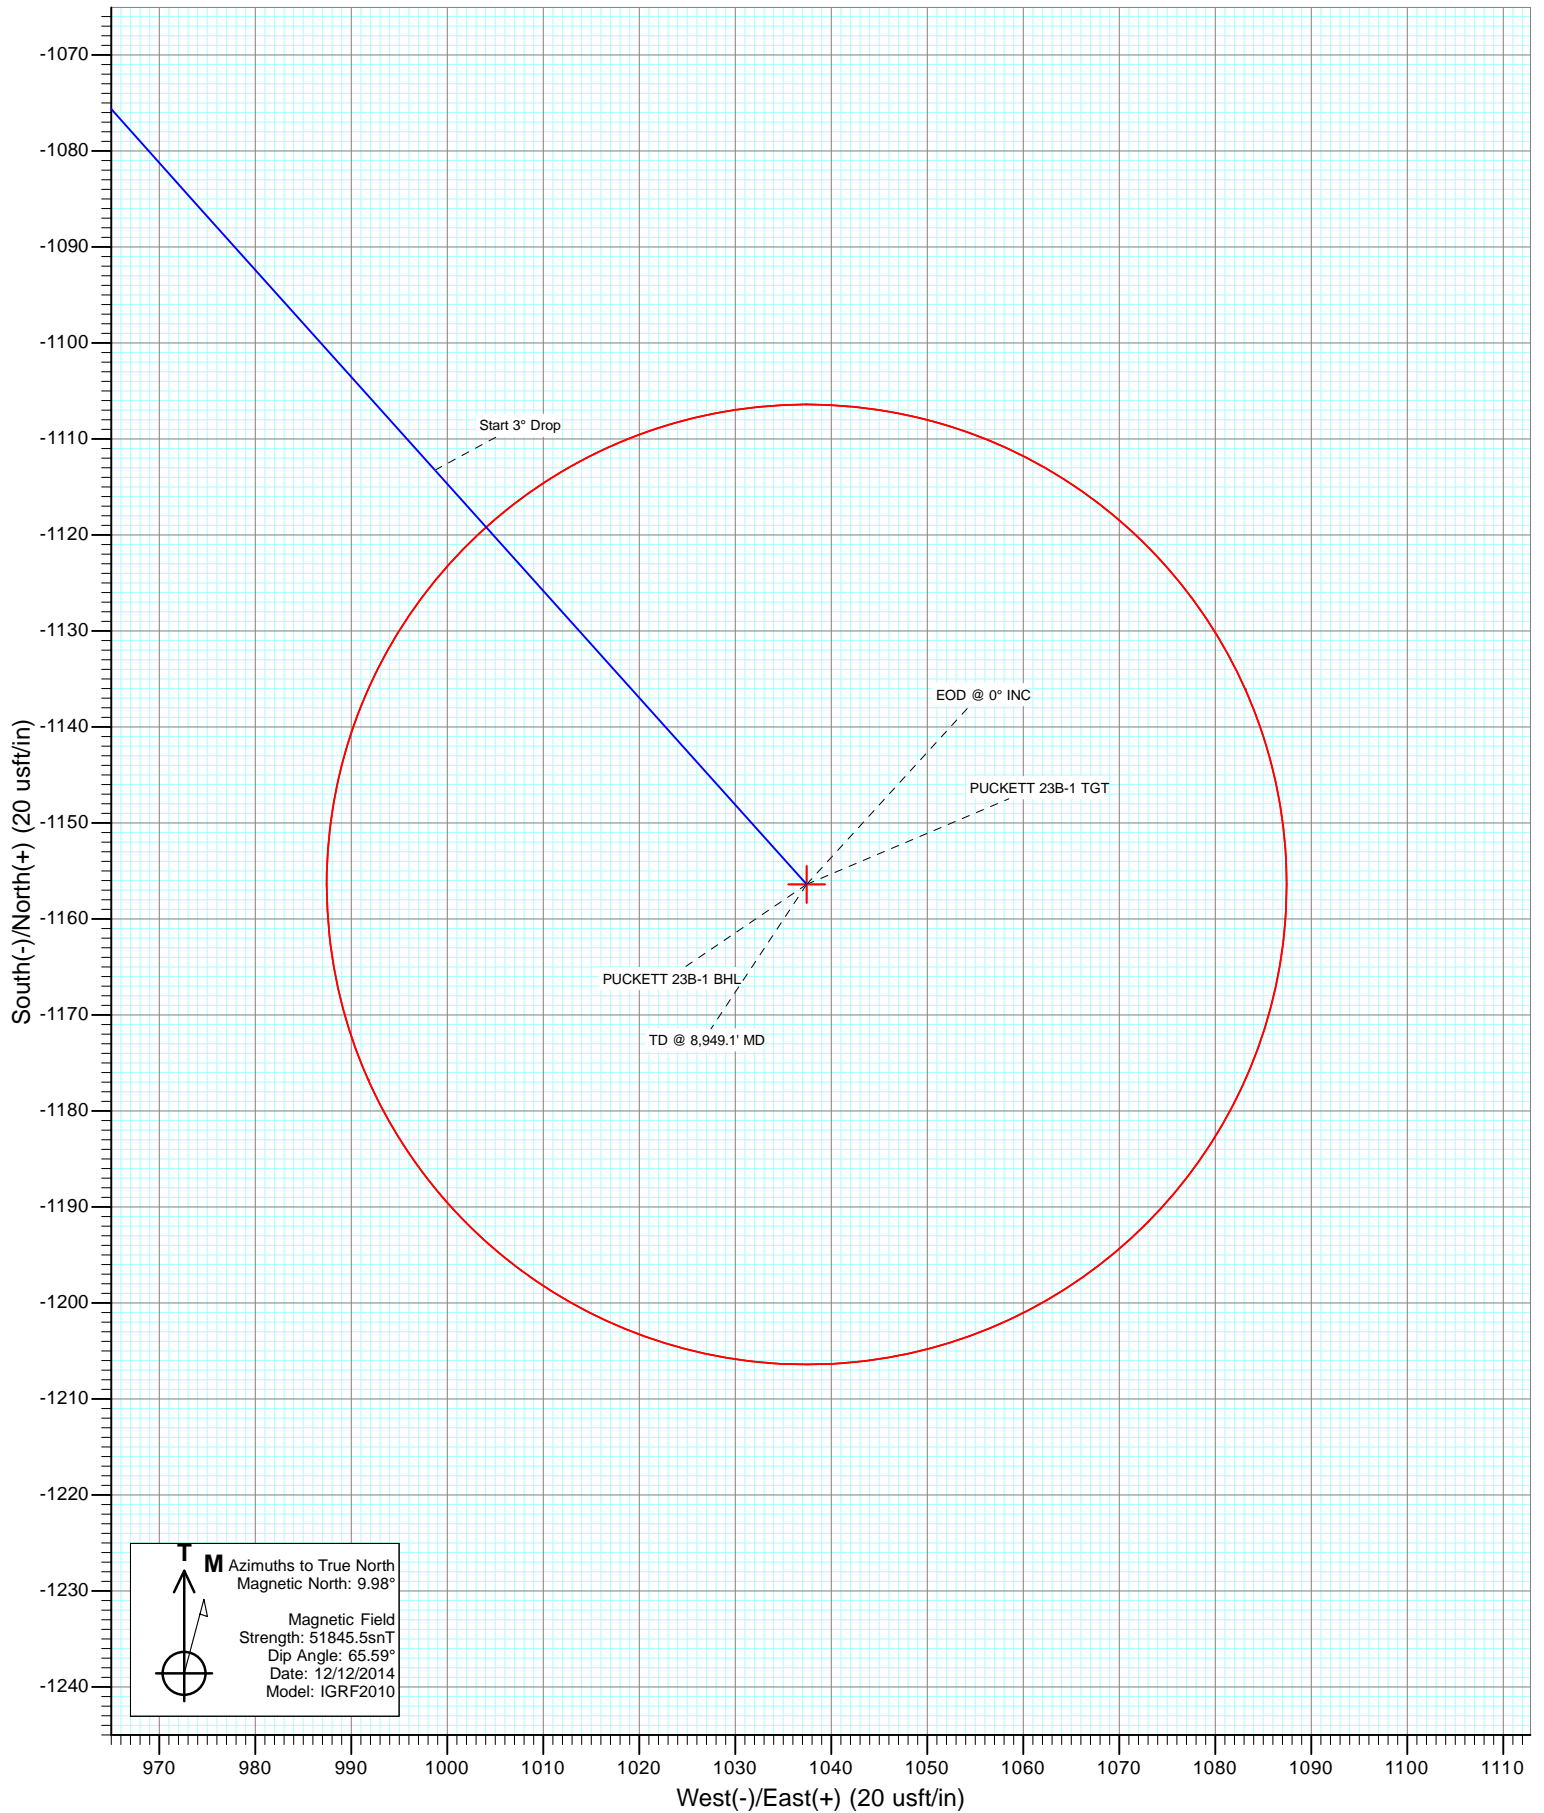 -1070
-1080
-1090
-1100
-1110
-1120
-1130
-1140
-1150
-1160
-1170
-1180
-1190
-1200
-1210
-1220
-1230
-1240
South(-)/North(+) (20 usft/in)
Start 3° Drop
EOD @ 0° INC
PUCKETT 23B-1 TGT
PUCKETT 23B-1 BHL
TD @ 8,949.1' MD
T
M
Azimuths to True North
Magnetic North: 9.98°
Magnetic Field
Strength: 51845.5snT
Dip Angle: 65.59°
Date: 12/12/2014
Model: IGRF2010
970 980 990 1000 1010 1020 1030 1040 1050 1060 1070 1080 1090 1100 1110
West(-)/East(+) (20 usft/in)